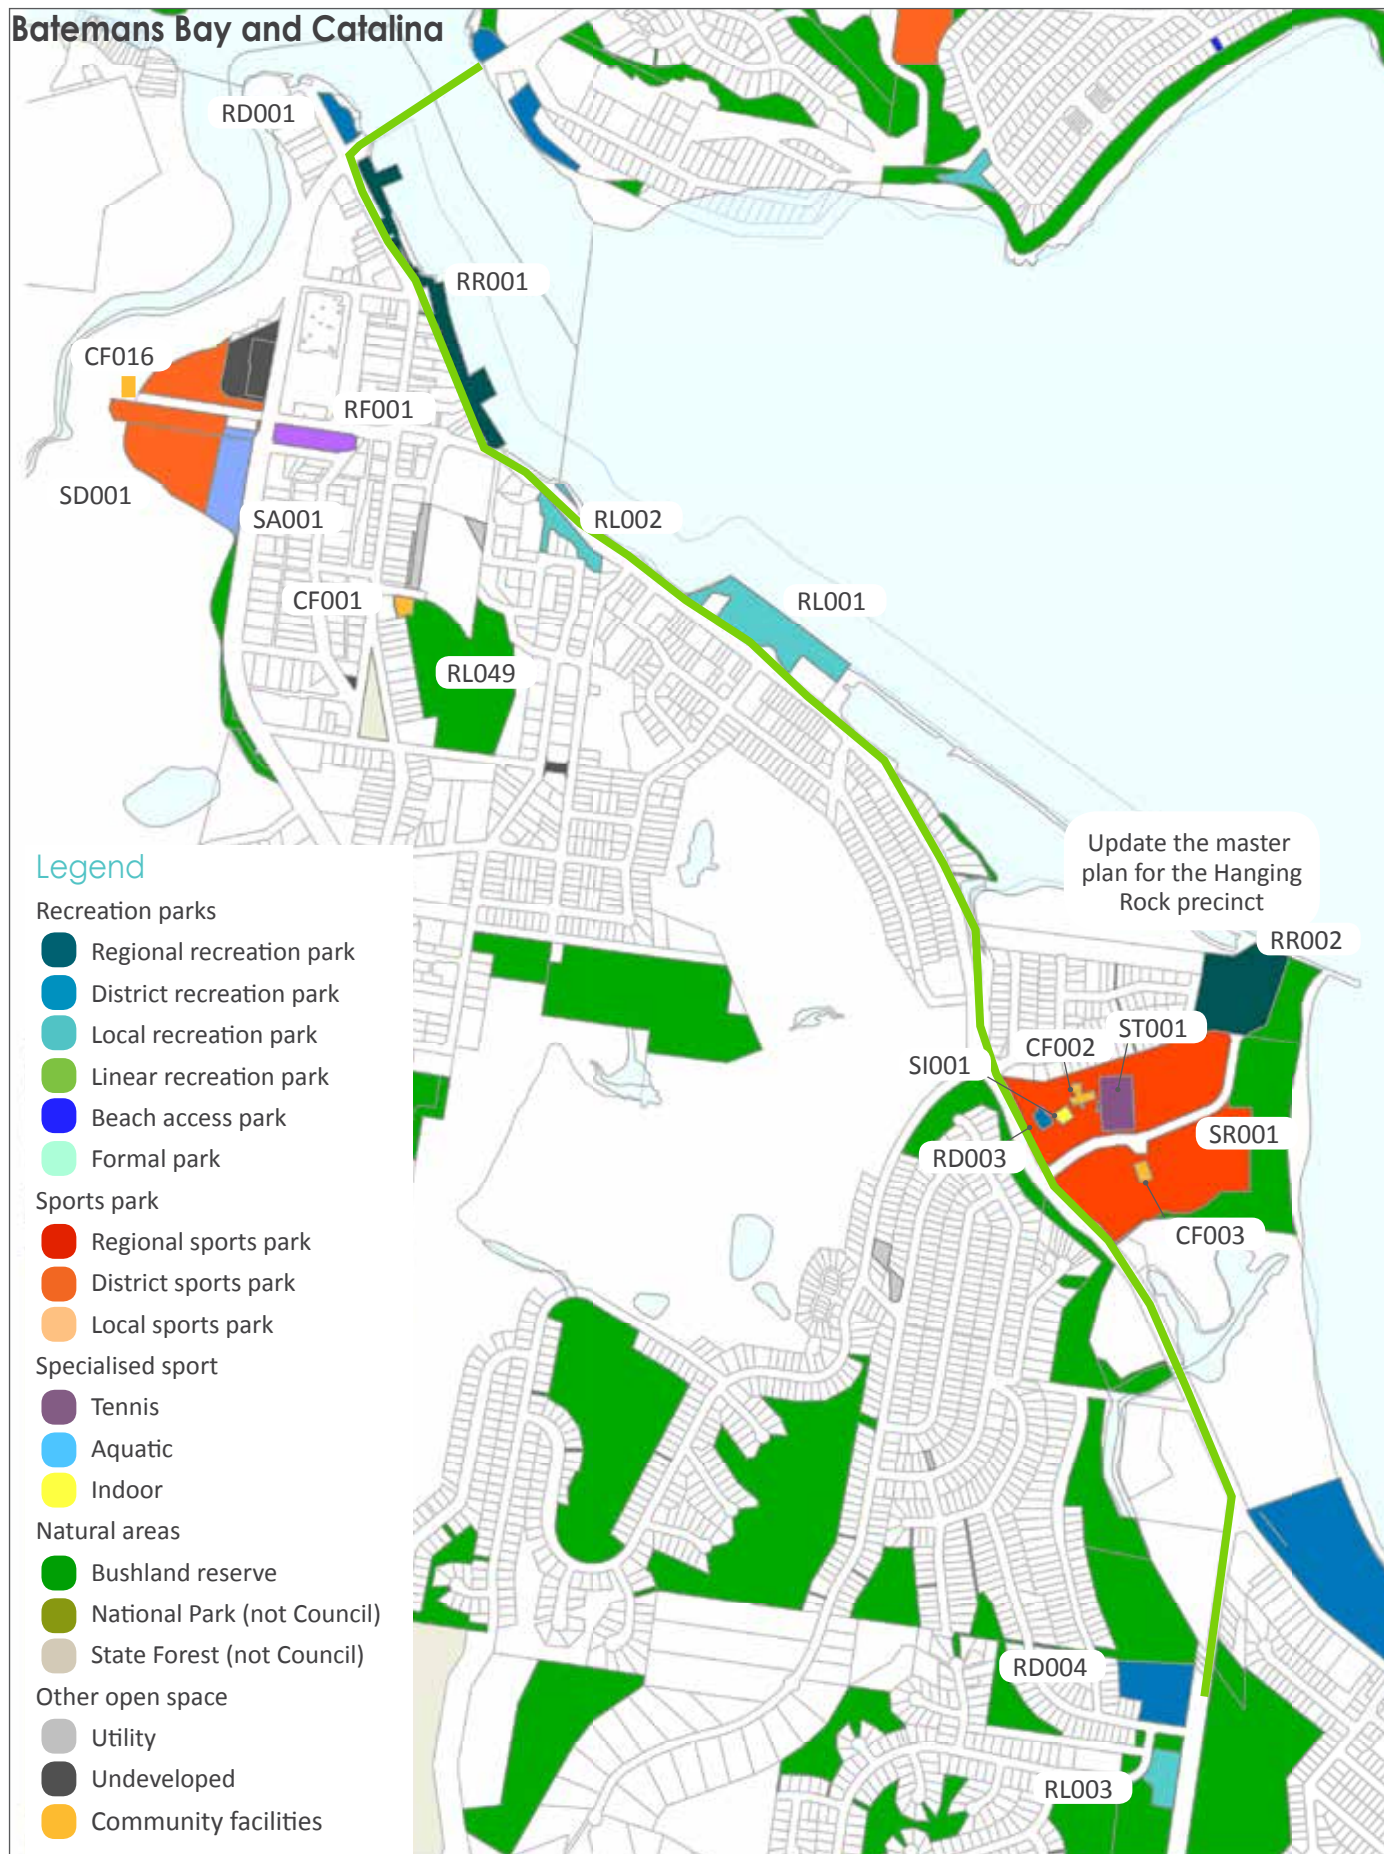 Batemans Bay and Catalina
RD001
RR001
CF016
RF001
SD001
SA001
RL002
CF001
RL001
RL049
Update the master
plan for the Hanging
Rock precinct
RR002
ST001
CF002
SI001
SR001
RD003
CF003
RD004
RL003
Legend
Recreation parks
Regional recreation park
District recreation park
Local recreation park
Linear recreation park
Beach access park
Formal park
Sports park
Regional sports park
District sports park
Local sports park
Specialised sport
Tennis
Aquatic
Indoor
Natural areas
Bushland reserve
National Park (not Council)
State Forest (not Council)
Other open space
Utility
Undeveloped
Community facilities